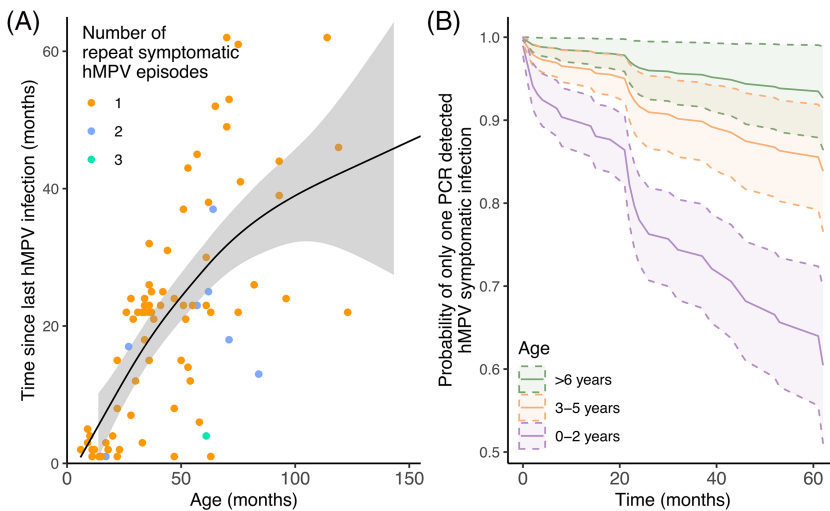 (A)
Number of
repeat symptomatic
hMPV episodes
1
2
3
Time since last hMPV infection (months)
60
40
20
0
0 50 100 150
Age (months)
(B)
Probability of only one PCR detected
hMPV symptomatic infection
1.0
0.9
0.8
0.7
0.6
0.5
Age
>6 years
3–5 years
0–2 years
0 20 40 60
Time (months)